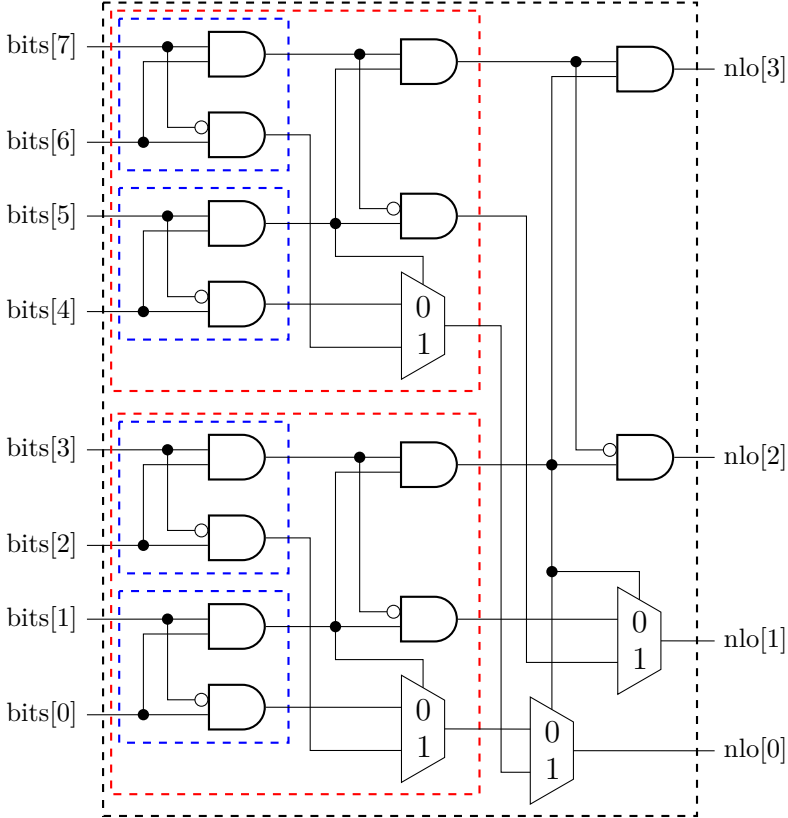 bits[7]
nlo[3]
bits[6]
bits[5]
bits[4]
0
1
bits[3]
nlo[2]
bits[2]
bits[1]
0
nlo[1]
1
bits[0]
0
1
0
nlo[0]
1